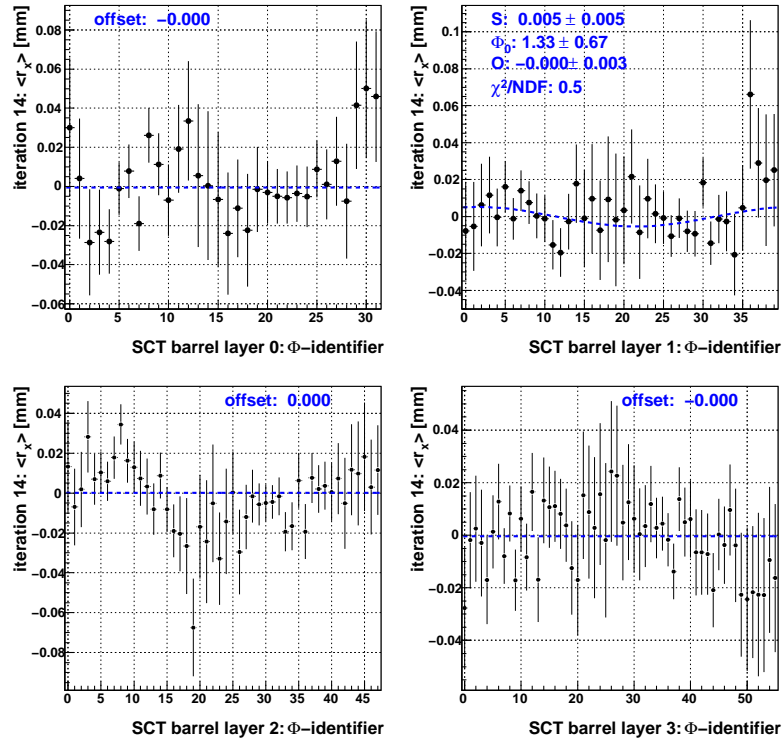 offset: −0.000
iteration 14: <r_x> [mm]
0.08
0.06
0.04
0.02
0
−0.02
−0.04
−0.06
0 5 10 15 20 25 30
SCT barrel layer 0: Φ−identifier
S: 0.005 ± 0.005
Φ₀: 1.33 ± 0.67
O: −0.000 ± 0.003
χ²/NDF: 0.5
iteration 14: <r_x> [mm]
0.1
0.08
0.06
0.04
0.02
0
−0.02
−0.04
0 5 10 15 20 25 30 35
SCT barrel layer 1: Φ−identifier
offset: 0.000
iteration 14: <r_x> [mm]
0.04
0.02
0
−0.02
−0.04
−0.06
−0.08
0 5 10 15 20 25 30 35 40 45
SCT barrel layer 2: Φ−identifier
offset: −0.000
iteration 14: <r_x> [mm]
0.04
0.02
0
−0.02
−0.04
0 10 20 30 40 50
SCT barrel layer 3: Φ−identifier